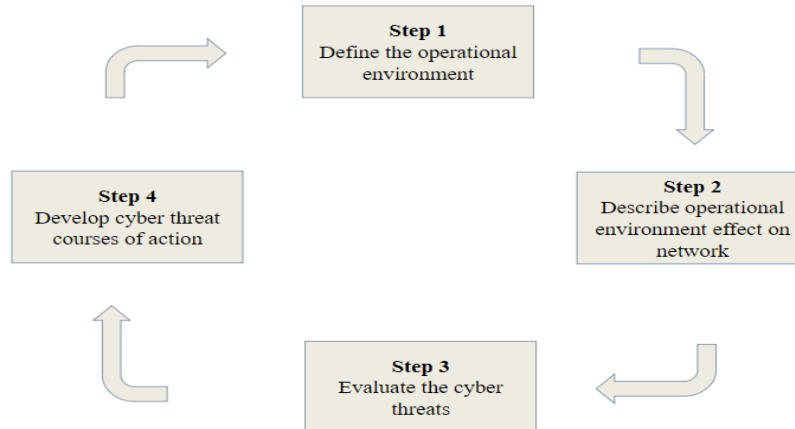 Step 1
Define the operational
environment
Step 2
Describe operational
environment effect on
network
Step 3
Evaluate the cyber
threats
Step 4
Develop cyber threat
courses of action